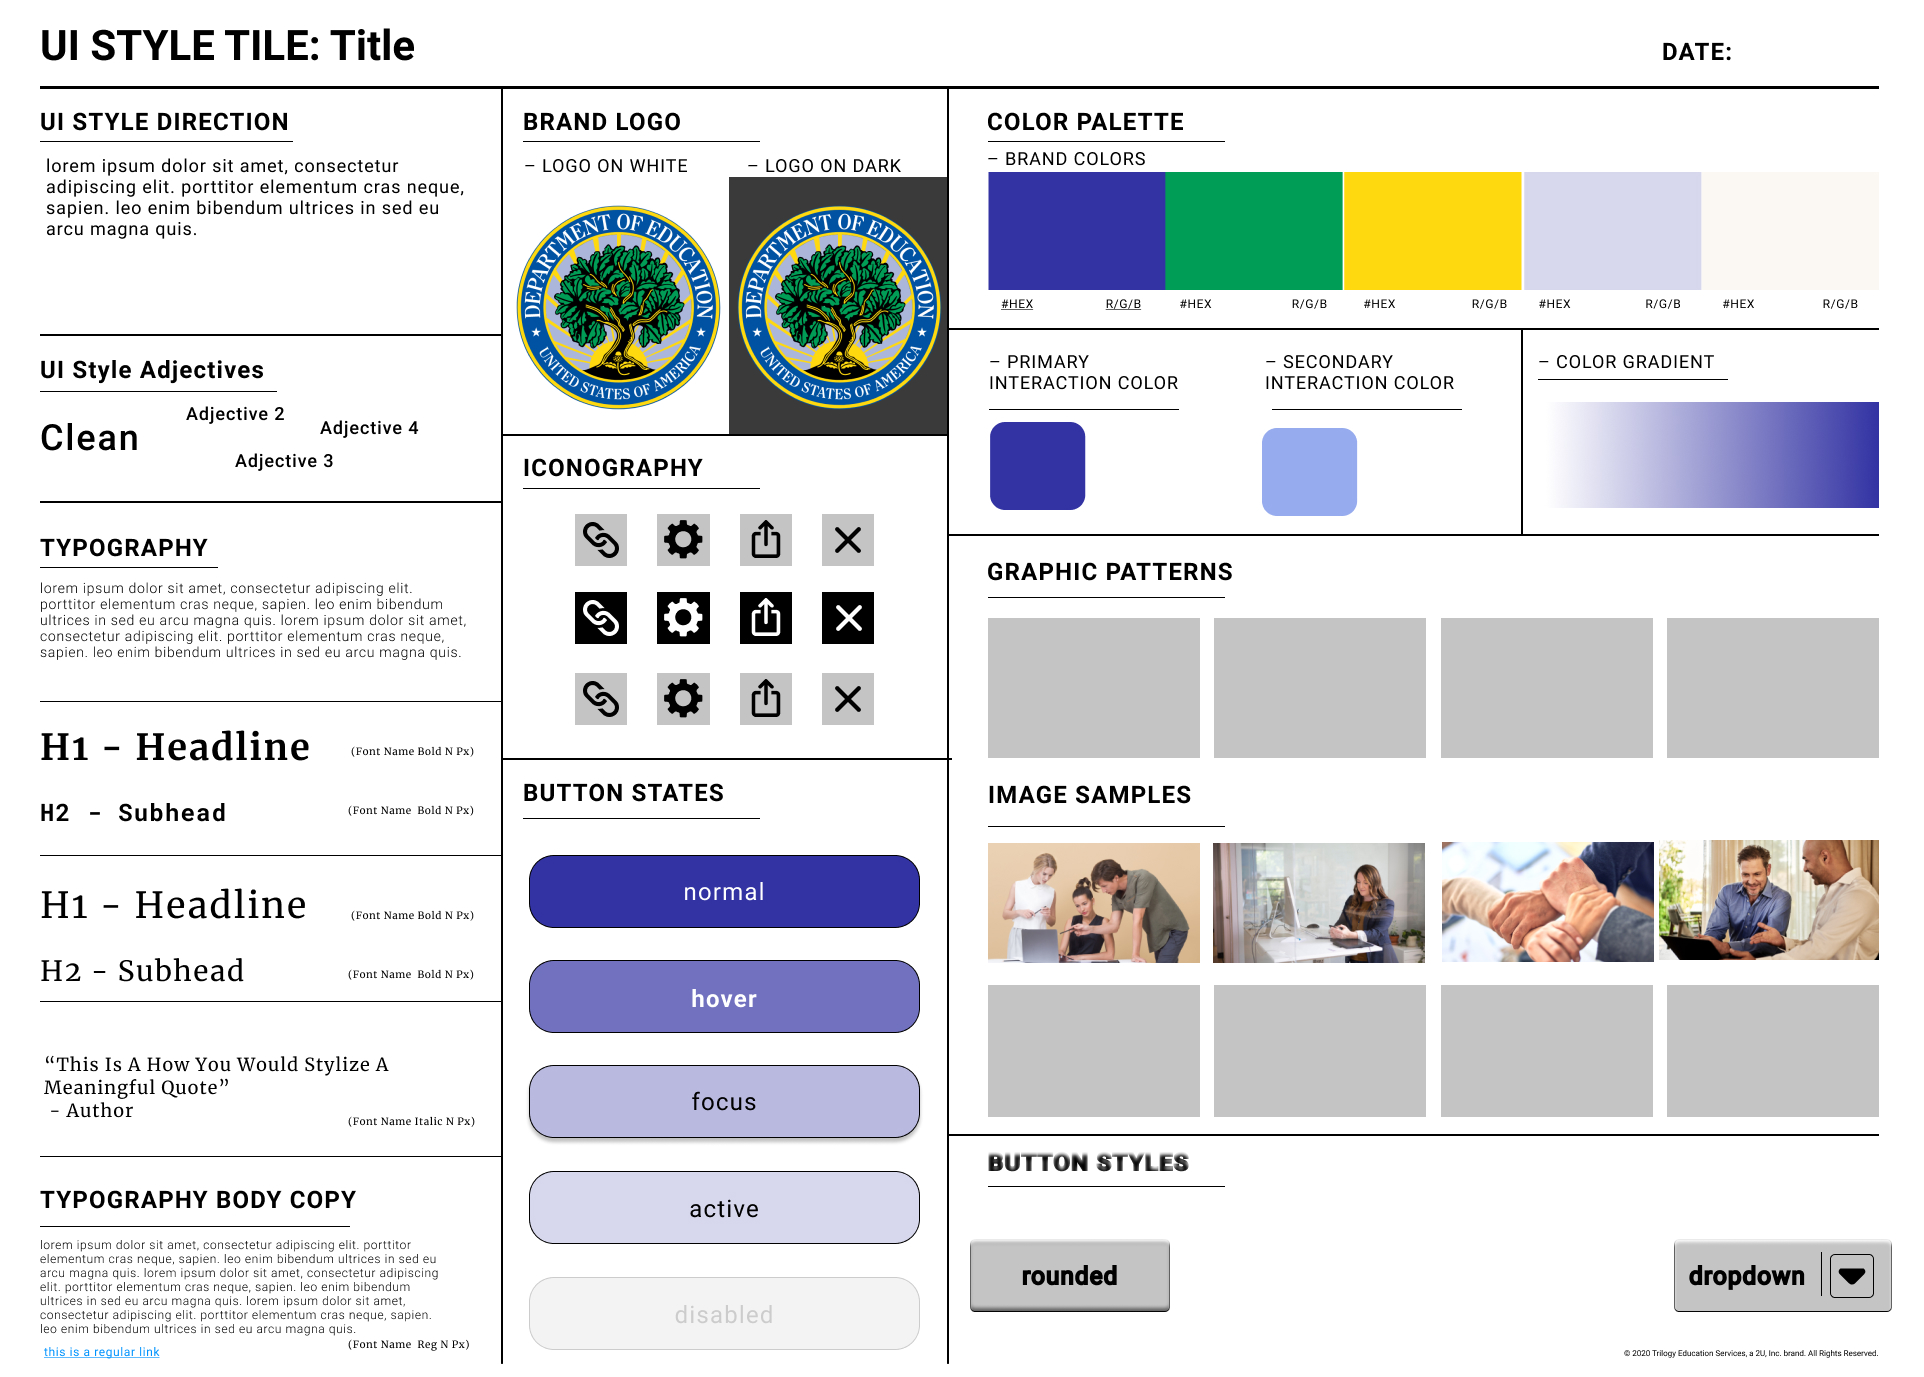 UI STYLE TILE: Title
DATE:
UI STYLE DIRECTION
lorem ipsum dolor sit amet, consectetur
adipiscing elit. porttitor elementum cras neque,
sapien. leo enim bibendum ultrices in sed eu
arcu magna quis.
UI Style Adjectives
Clean
Adjective 2
Adjective 4
Adjective 3
TYPOGRAPHY
lorem ipsum dolor sit amet, consectetur adipiscing elit.
porttitor elementum cras neque, sapien. leo enim bibendum
ultrices in sed eu arcu magna quis. lorem ipsum dolor sit amet,
consectetur adipiscing elit. porttitor elementum cras neque,
sapien. leo enim bibendum ultrices in sed eu arcu magna quis.
H1 - Headline
(Font Name Bold N Px)
H2 - Subhead
(Font Name Bold N Px)
H1 - Headline
(Font Name Bold N Px)
H2 - Subhead
(Font Name Bold N Px)
“This Is A How You Would Stylize A
Meaningful Quote”
- Author
(Font Name Italic N Px)
TYPOGRAPHY BODY COPY
lorem ipsum dolor sit amet, consectetur adipiscing elit. porttitor
elementum cras neque, sapien. leo enim bibendum ultrices in sed eu
arcu magna quis. lorem ipsum dolor sit amet, consectetur adipiscing
elit. porttitor elementum cras neque, sapien. leo enim bibendum
ultrices in sed eu arcu magna quis. lorem ipsum dolor sit amet,
consectetur adipiscing elit. porttitor elementum cras neque, sapien.
leo enim bibendum ultrices in sed eu arcu magna quis.
(Font Name Reg N Px)
this is a regular link
BRAND LOGO
– LOGO ON WHITE
– LOGO ON DARK
DEPARTMENT OF EDUCATION
UNITED STATES OF AMERICA
DEPARTMENT OF EDUCATION
UNITED STATES OF AMERICA
ICONOGRAPHY
BUTTON STATES
normal
hover
focus
active
disabled
COLOR PALETTE
– BRAND COLORS
#HEX R/G/B #HEX R/G/B #HEX R/G/B #HEX R/G/B #HEX R/G/B
– PRIMARY
INTERACTION COLOR
– SECONDARY
INTERACTION COLOR
– COLOR GRADIENT
GRAPHIC PATTERNS
IMAGE SAMPLES
BUTTON STYLES
rounded
dropdown
© 2020 Trilogy Education Services, a 2U, Inc. brand. All Rights Reserved.